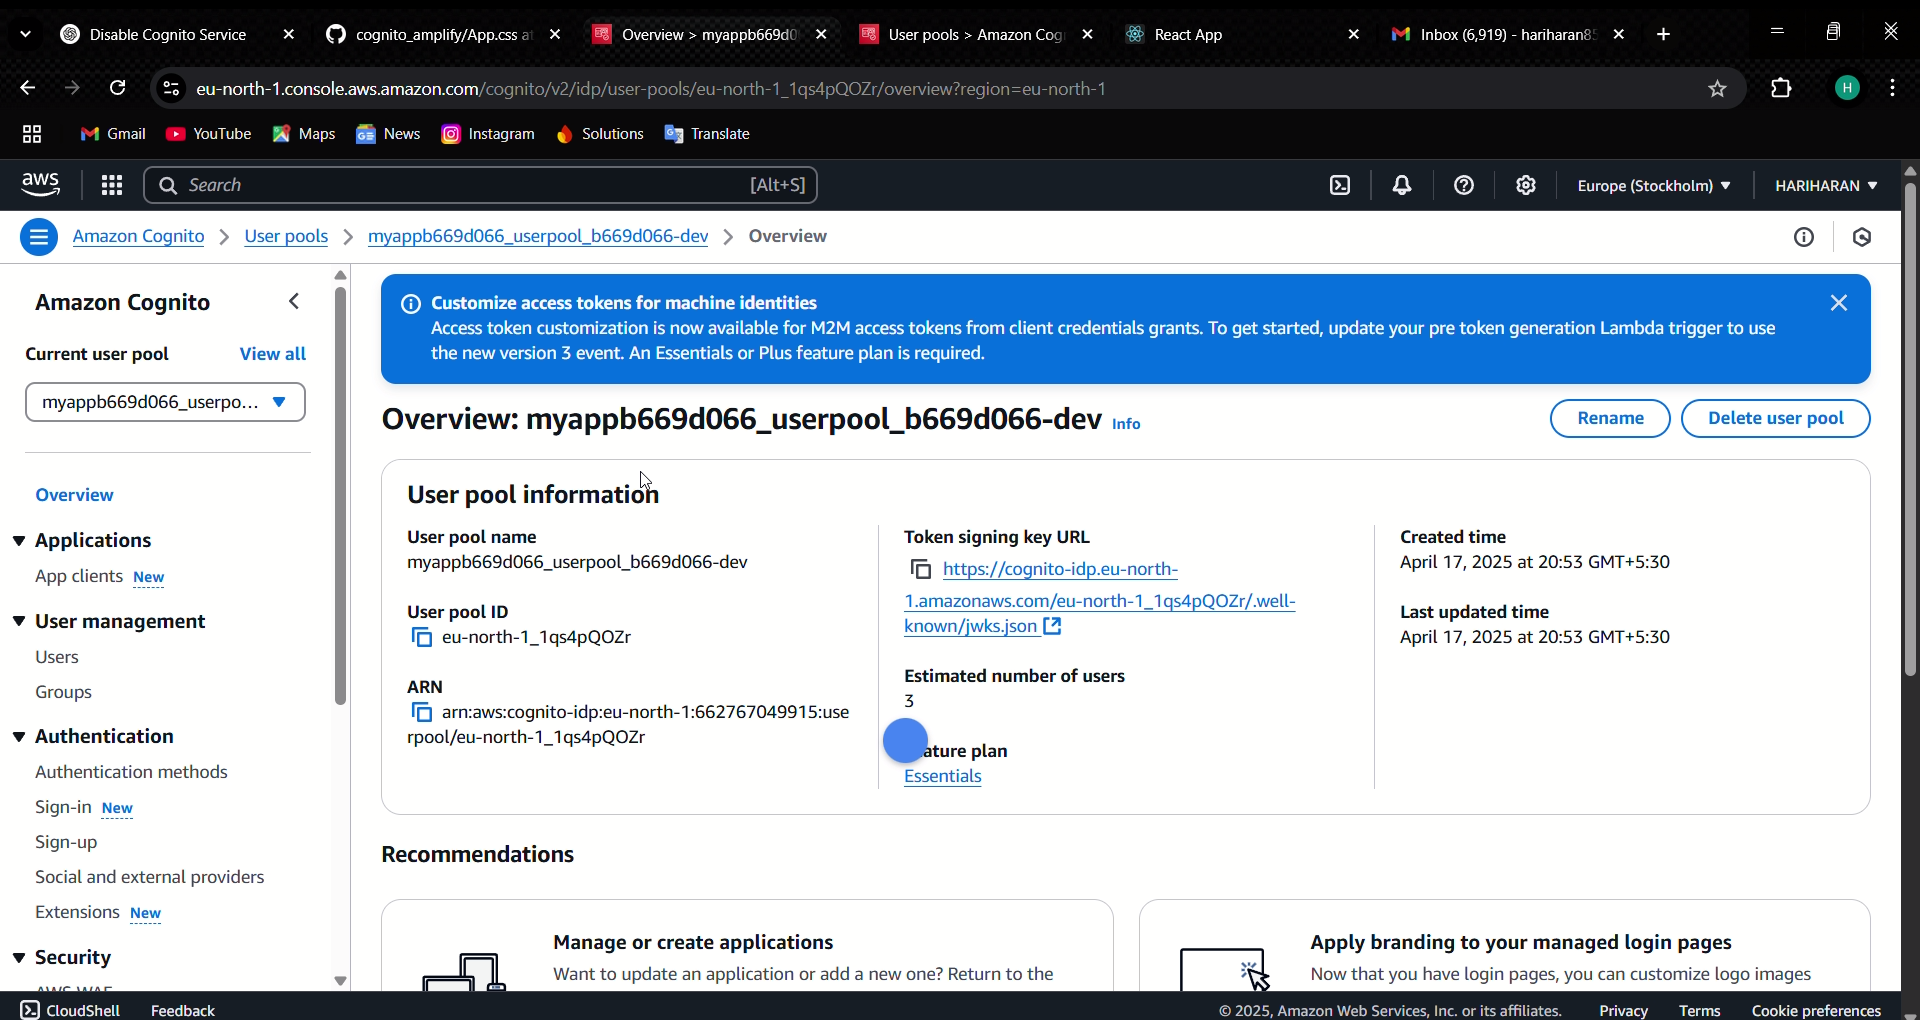 Disable Cognito Service
cognito_amplify/App.css at
Overview > myappb669d0
User pools > Amazon Cog
React App
Inbox (6,919) - hariharan85
eu-north-1.console.aws.amazon.com/cognito/v2/idp/user-pools/eu-north-1_1qs4pQOZr/overview?region=eu-north-1
H
Gmail
YouTube
Maps
News
Instagram
Solutions
Translate
aws
Search
[Alt+S]
Europe (Stockholm)
HARIHARAN
Amazon Cognito
User pools
myappb669d066_userpool_b669d066-dev
Overview
Amazon Cognito
Current user pool
View all
myappb669d066_userpo...
Overview
Applications
App clients New
User management
Users
Groups
Authentication
Authentication methods
Sign-in New
Sign-up
Social and external providers
Extensions New
Security
AWS WAF
Customize access tokens for machine identities
Access token customization is now available for M2M access tokens from client credentials grants. To get started, update your pre token generation Lambda trigger to use
the new version 3 event. An Essentials or Plus feature plan is required.
Overview: myappb669d066_userpool_b669d066-dev Info
Rename
Delete user pool
User pool information
User pool name
myappb669d066_userpool_b669d066-dev
User pool ID
eu-north-1_1qs4pQOZr
ARN
arn:aws:cognito-idp:eu-north-1:662767049915:use
rpool/eu-north-1_1qs4pQOZr
Token signing key URL
https://cognito-idp.eu-north-
1.amazonaws.com/eu-north-1_1qs4pQOZr/.well-
known/jwks.json
Estimated number of users
3
ature plan
Essentials
Created time
April 17, 2025 at 20:53 GMT+5:30
Last updated time
April 17, 2025 at 20:53 GMT+5:30
Recommendations
Manage or create applications
Want to update an application or add a new one? Return to the
Apply branding to your managed login pages
Now that you have login pages, you can customize logo images
CloudShell
Feedback
© 2025, Amazon Web Services, Inc. or its affiliates.
Privacy
Terms
Cookie preferences